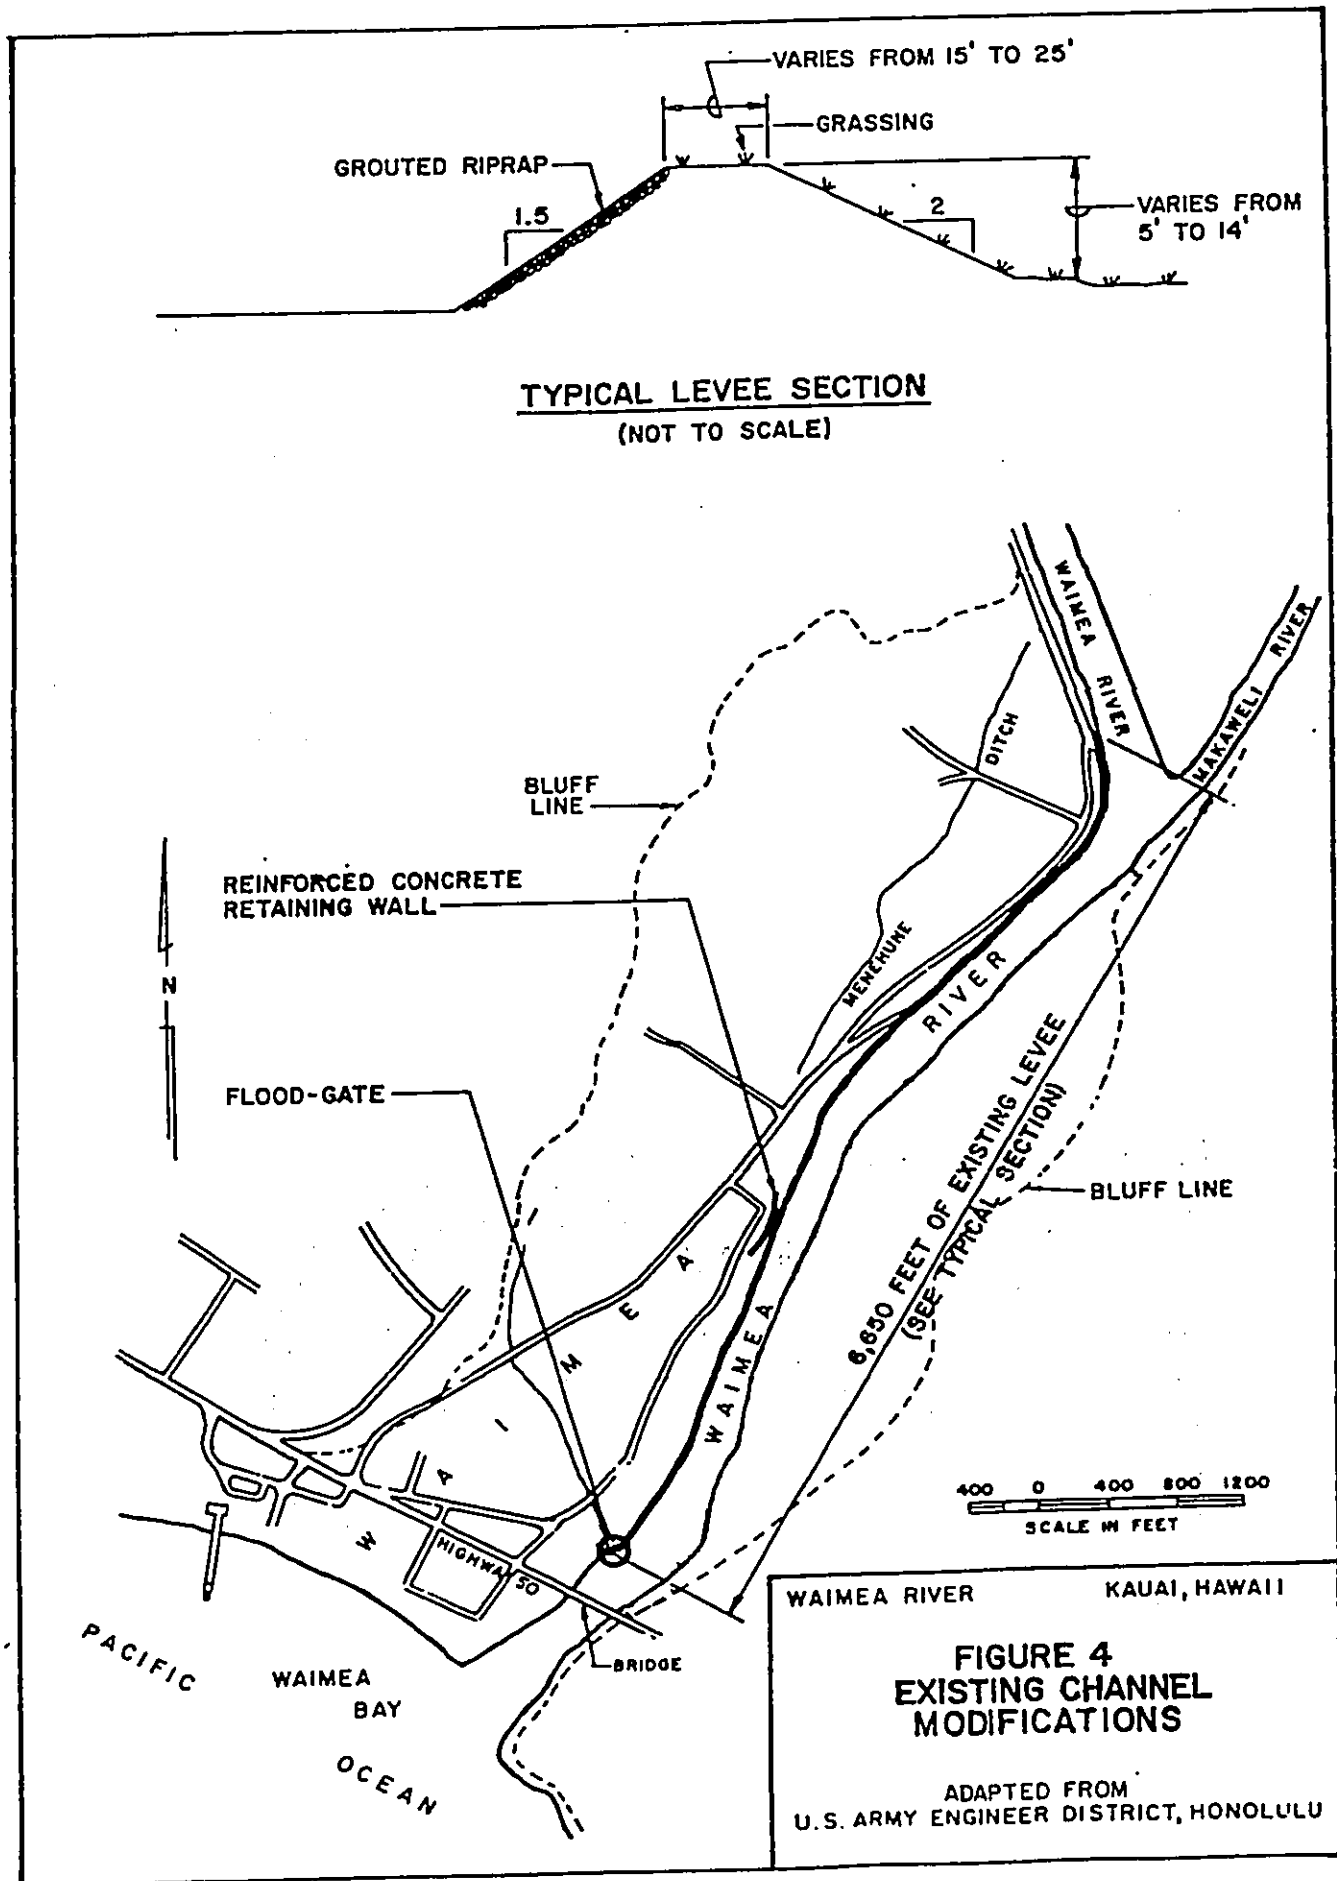 VARIES FROM 15' TO 25'
GRASSING
GROUTED RIPRAP
1.5
2
VARIES FROM
5' TO 14'
TYPICAL LEVEE SECTION
(NOT TO SCALE)
WAIMEA RIVER
MAKAWELI RIVER
DITCH
BLUFF
LINE
REINFORCED CONCRETE
RETAINING WALL
MENEHUNE
RIVER
N
FLOOD-GATE
6,650 FEET OF EXISTING LEVEE
(SEE TYPICAL SECTION)
BLUFF LINE
WAIMEA
WAIMEA
HIGHWAY 50
400 0 400 800 1200
SCALE IN FEET
BRIDGE
PACIFIC
WAIMEA
BAY
OCEAN
WAIMEA RIVER KAUAI, HAWAII
FIGURE 4
EXISTING CHANNEL
MODIFICATIONS
ADAPTED FROM
U.S. ARMY ENGINEER DISTRICT, HONOLULU